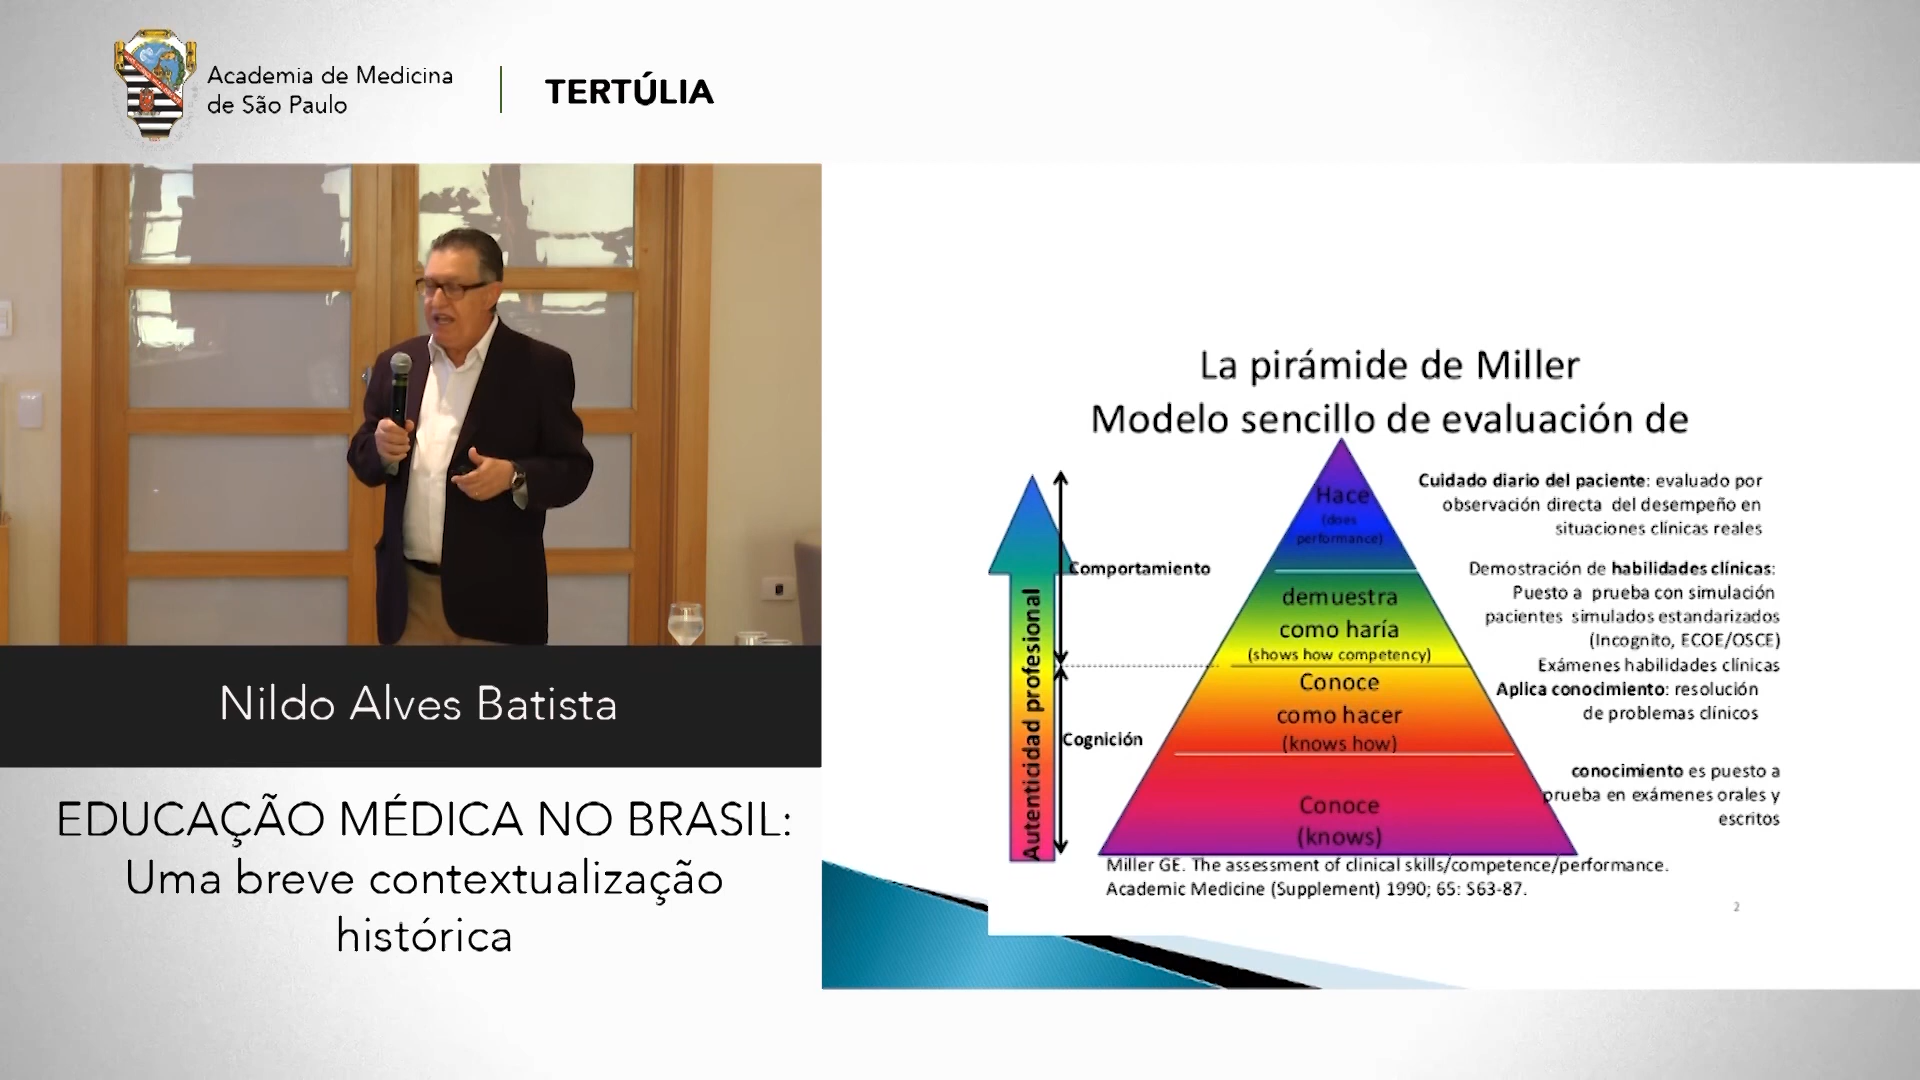 Academia de Medicina
de São Paulo
TERTÚLIA
Nildo Alves Batista
EDUCAÇÃO MÉDICA NO BRASIL:
Uma breve contextualização
histórica
La pirámide de Miller
Modelo sencillo de evaluación de
Autenticidad profesional
Comportamiento
Cognición
Hace
(does
performance)
demuestra
como haría
(shows how competency)
Conoce
como hacer
(knows how)
Conoce
(knows)
Cuidado diario del paciente: evaluado por
observación directa del desempeño en
situaciones clínicas reales
Demostración de habilidades clínicas:
Puesto a prueba con simulación
pacientes simulados estandarizados
(Incognito, ECOE/OSCE)
Exámenes habilidades clínicas
Aplica conocimiento: resolución
de problemas clínicos
conocimiento es puesto a
prueba en exámenes orales y
escritos
Miller GE. The assessment of clinical skills/competence/performance.
Academic Medicine (Supplement) 1990; 65: S63-87.
2